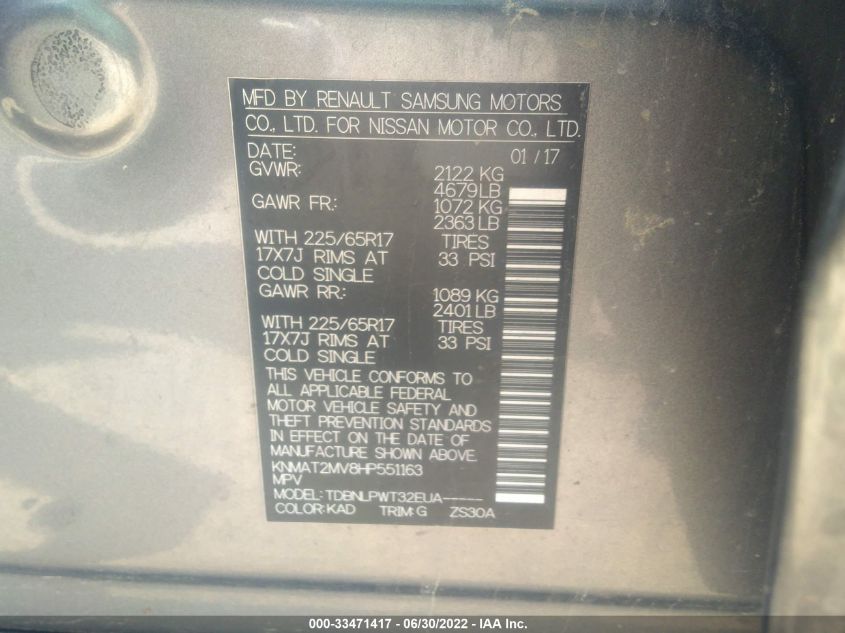 MFD BY RENAULT SAMSUNG MOTORS
CO., LTD. FOR NISSAN MOTOR CO., LTD.
DATE: 01 / 17
GVWR: 2122 KG
4679 LB
GAWR FR: 1072 KG
2363 LB
WITH 225/65R17 TIRES
17X7J RIMS AT 33 PSI
COLD SINGLE
GAWR RR: 1089 KG
2401 LB
WITH 225/65R17 TIRES
17X7J RIMS AT 33 PSI
COLD SINGLE
THIS VEHICLE CONFORMS TO
ALL APPLICABLE FEDERAL
MOTOR VEHICLE SAFETY AND
THEFT PREVENTION STANDARDS
IN EFFECT ON THE DATE OF
MANUFACTURE SHOWN ABOVE.
KNMAT2MV8HP551163
MPV
MODEL: TDBNLPWT32EUA-----
COLOR: KAD TRIM: G ZS30A
000-33471417 - 06/30/2022 - IAA Inc.